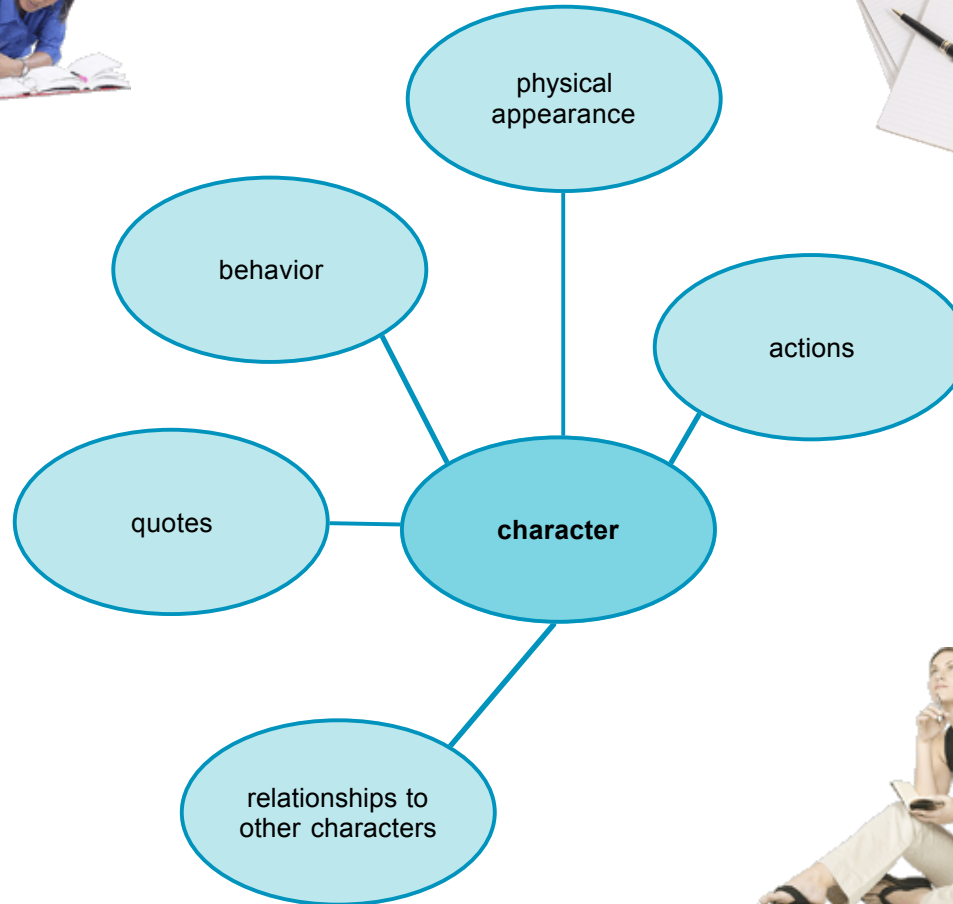 physical
appearance
behavior
actions
quotes
character
relationships to
other characters